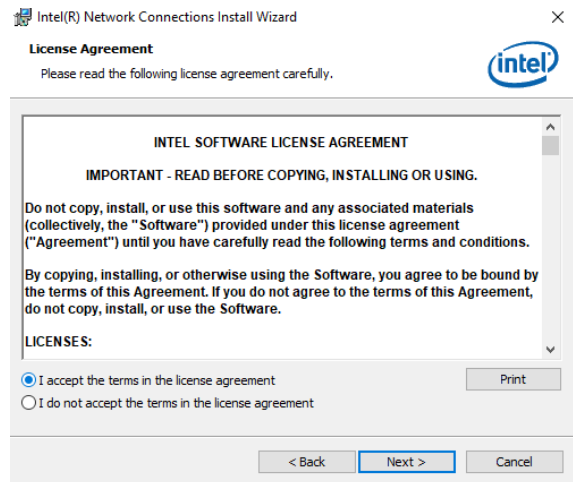 Intel(R) Network Connections Install Wizard
License Agreement
Please read the following license agreement carefully.
intel
INTEL SOFTWARE LICENSE AGREEMENT
IMPORTANT - READ BEFORE COPYING, INSTALLING OR USING.
Do not copy, install, or use this software and any associated materials
(collectively, the "Software") provided under this license agreement
("Agreement") until you have carefully read the following terms and conditions.
By copying, installing, or otherwise using the Software, you agree to be bound by
the terms of this Agreement. If you do not agree to the terms of this Agreement,
do not copy, install, or use the Software.
LICENSES:
I accept the terms in the license agreement
Print
I do not accept the terms in the license agreement
< Back
Next >
Cancel